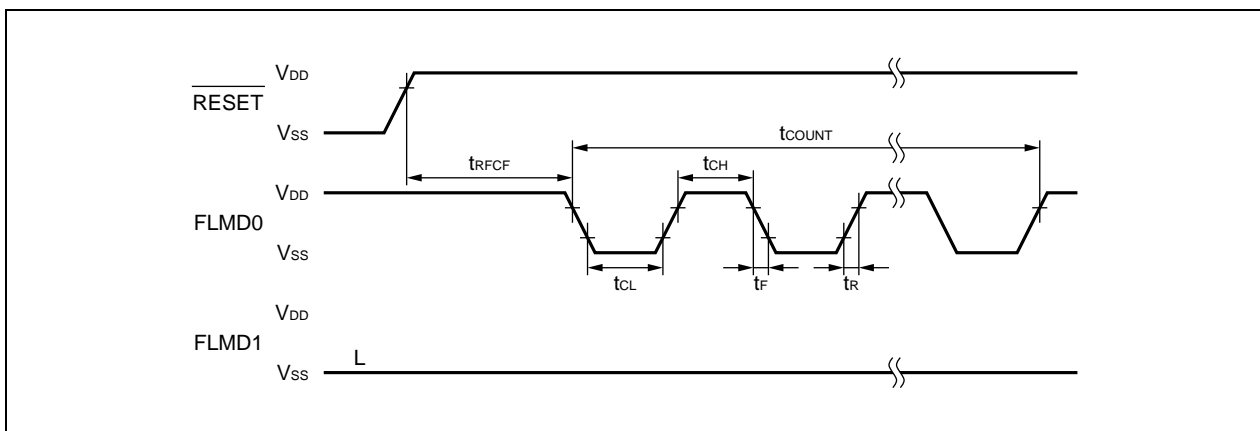 VDD
RESET
VSS
tCOUNT
tRFCF
tCH
VDD
FLMD0
VSS
tCL
tF
tR
VDD
FLMD1
L
VSS